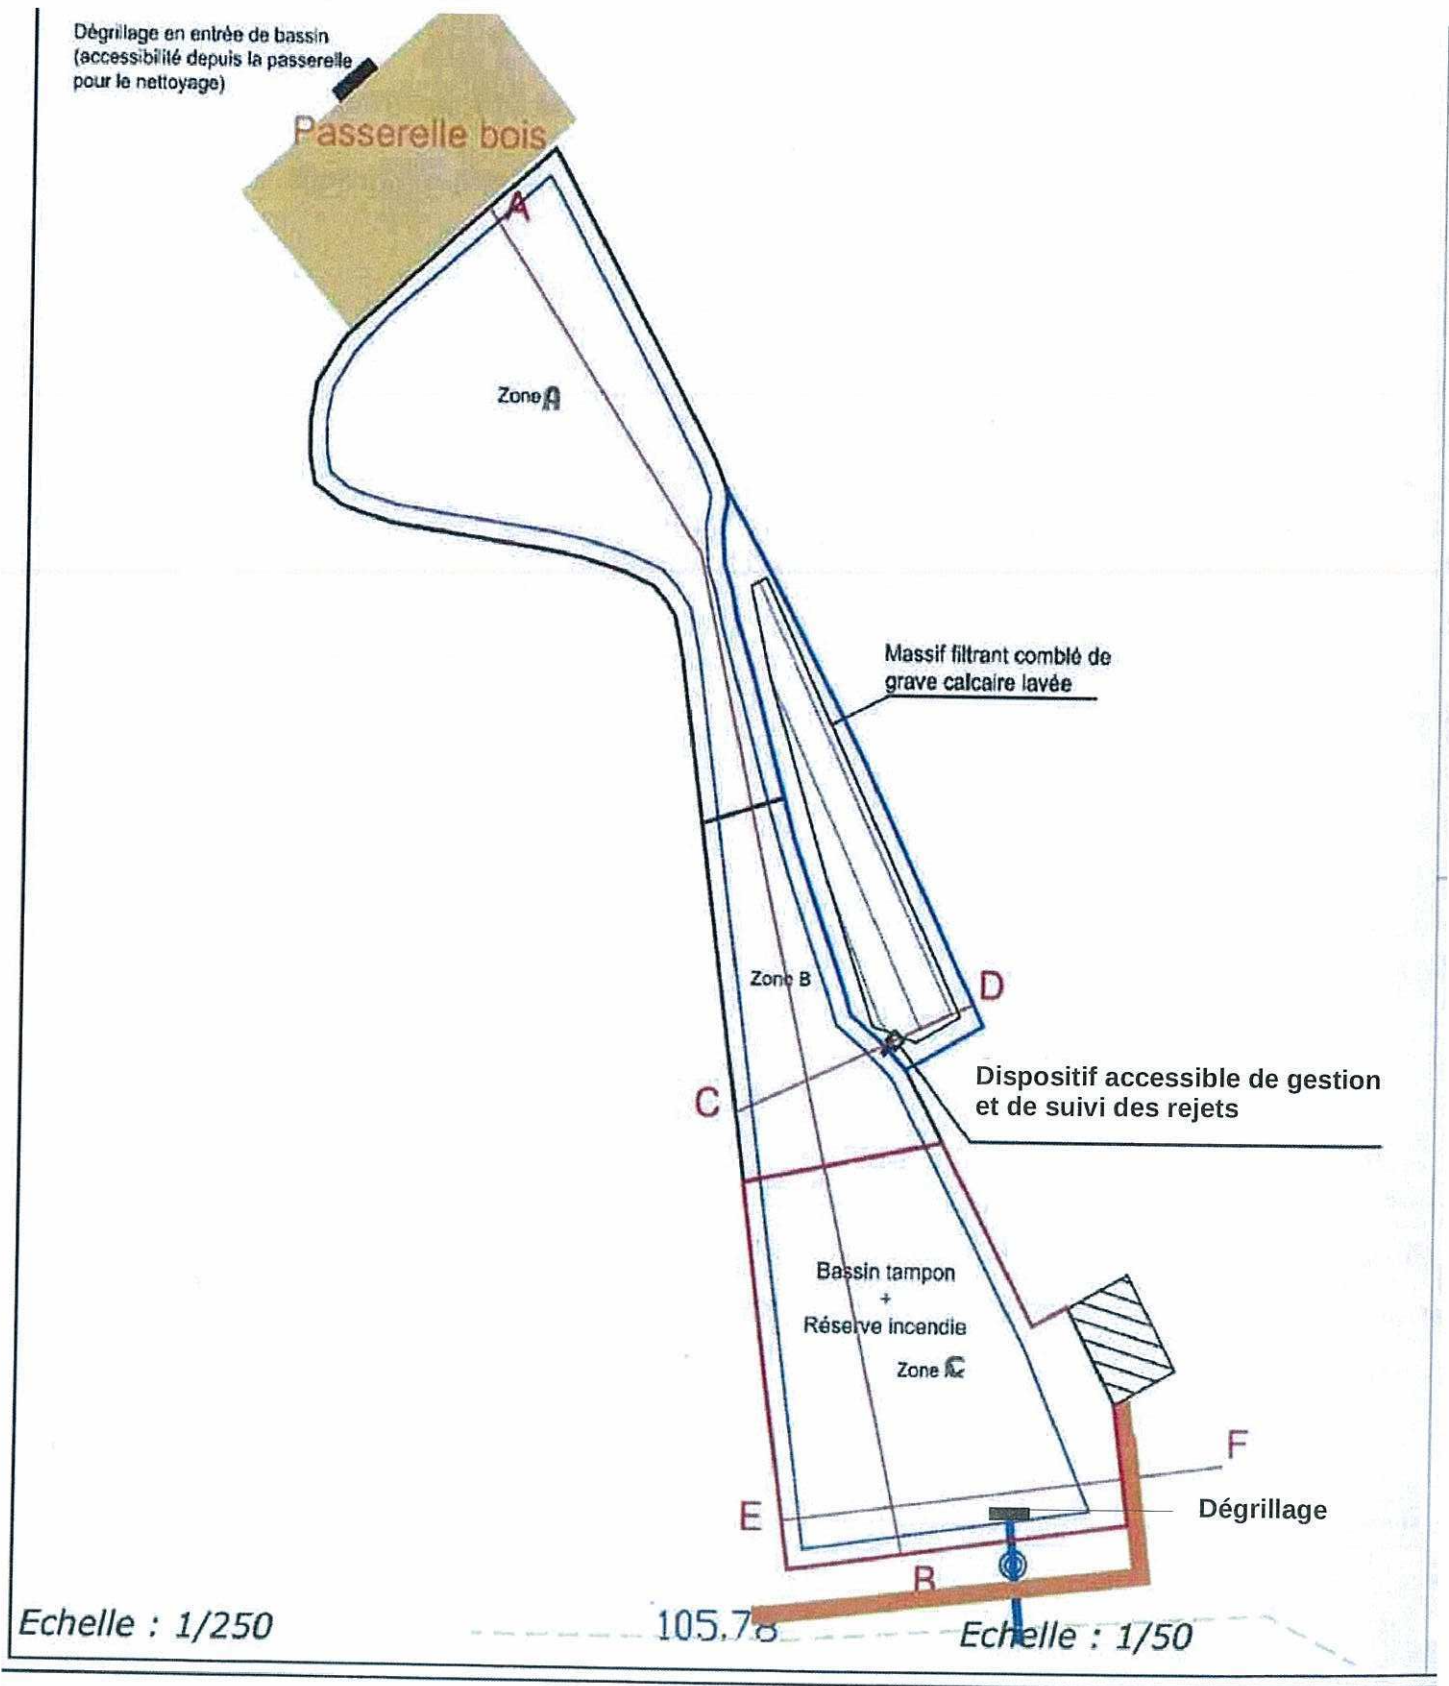 Dégrillage en entrée de bassin
(accessibilité depuis la passerelle
pour le nettoyage)
Passerelle bois
A
Zone A
Massif filtrant comblé de
grave calcaire lavée
Zone B
D
C
Dispositif accessible de gestion
et de suivi des rejets
Bassin tampon
+
Réserve incendie
Zone C
F
E
Dégrillage
B
Echelle : 1/250
105.78
Echelle : 1/50